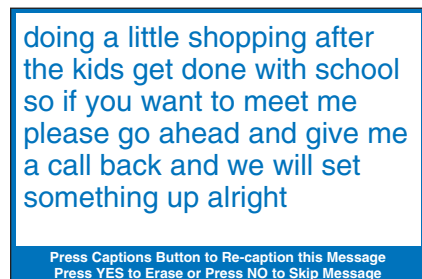 doing a little shopping after
the kids get done with school
so if you want to meet me
please go ahead and give me
a call back and we will set
something up alright
Press Captions Button to Re-caption this Message
Press YES to Erase or Press NO to Skip Message